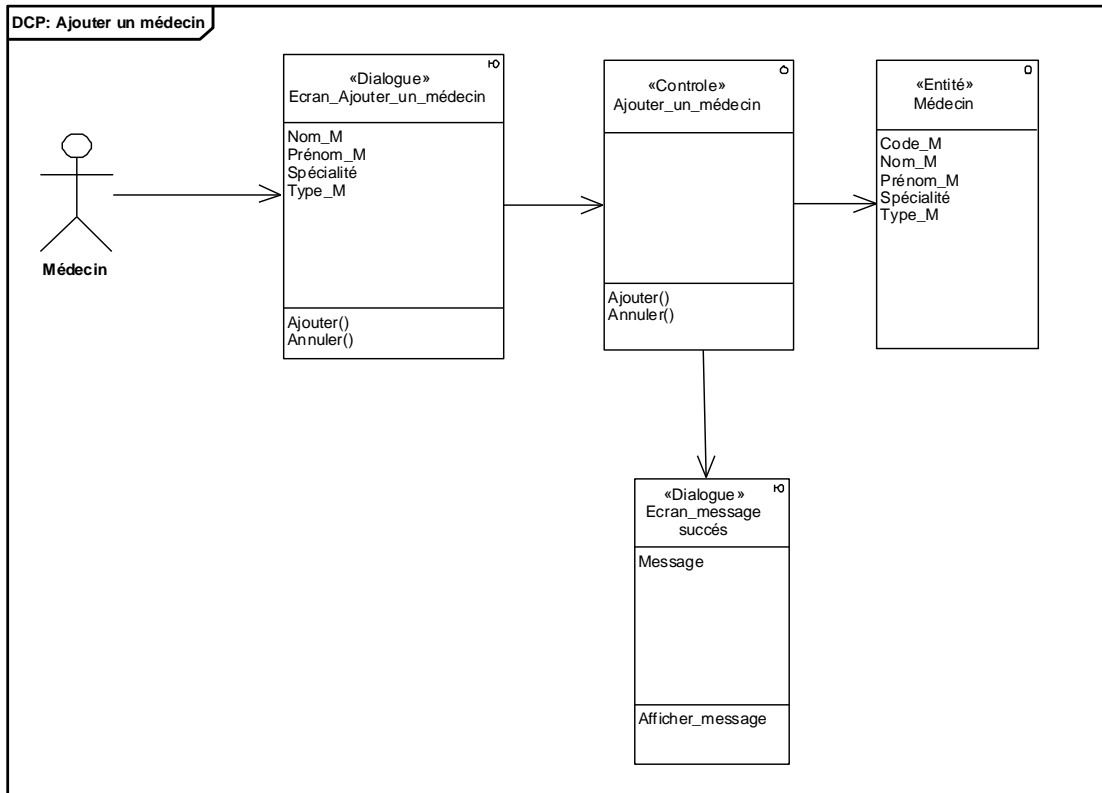 DCP: Ajouter un médecin
Médecin
«Dialogue»
Ecran_Ajouter_un_médecin
Nom_M
Prénom_M
Spécialité
Type_M
Ajouter()
Annuler()
«Controle»
Ajouter_un_médecin
Ajouter()
Annuler()
«Entité»
Médecin
Code_M
Nom_M
Prénom_M
Spécialité
Type_M
«Dialogue»
Ecran_message
succés
Message
Afficher_message